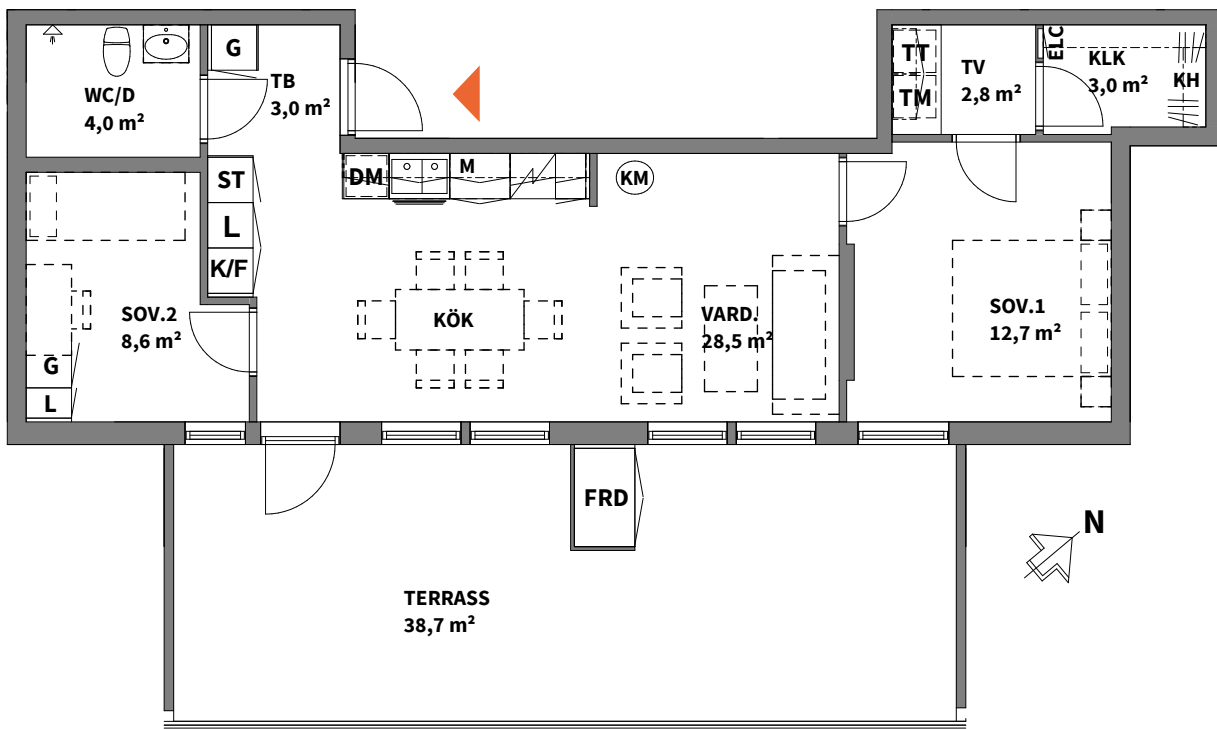 G
TB
3,0 m²
WC/D
4,0 m²
TT
TM
TV
2,8 m²
ELC
KLK
3,0 m²
KH
ST
L
K/F
DM
M
KM
SOV.2
8,6 m²
G
L
KÖK
VARD.
28,5 m²
SOV.1
12,7 m²
FRD
N
TERRASS
38,7 m²